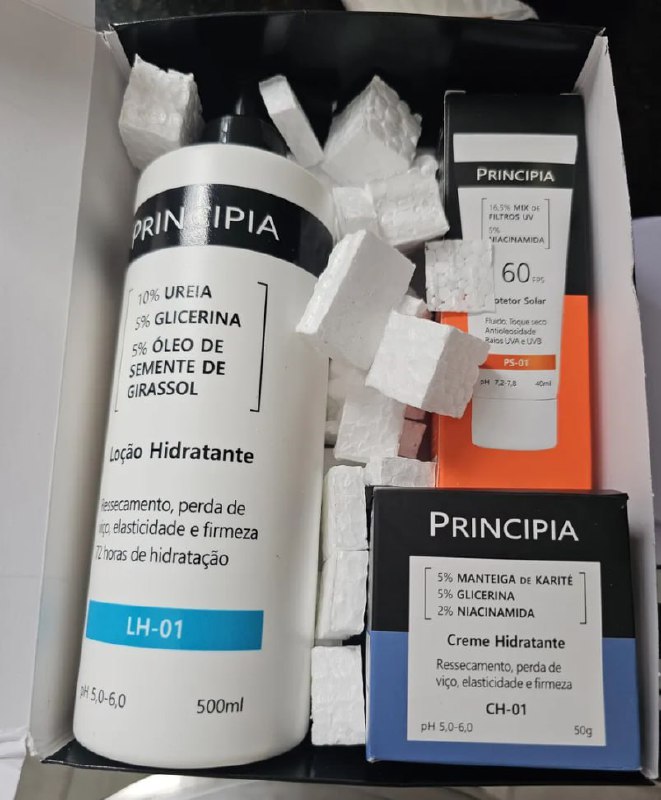 PRINCIPIA
10% UREIA
5% GLICERINA
5% ÓLEO DE
SEMENTE DE
GIRASSOL
Loção Hidratante
Ressecamento, perda de
viço, elasticidade e firmeza
72 horas de hidratação
LH-01
pH 5,0-6,0
500ml
PRINCIPIA
16,5% MIX DE
FILTROS UV
5%
NIACINAMIDA
60 FPS
otetor Solar
Fluido, Toque seco
Antioleosidade
Raios UVA e UVB
PS-01
pH 7,2-7,8
40ml
PRINCIPIA
5% MANTEIGA DE KARITÉ
5% GLICERINA
2% NIACINAMIDA
Creme Hidratante
Ressecamento, perda de
viço, elasticidade e firmeza
CH-01
pH 5,0-6,0
50g